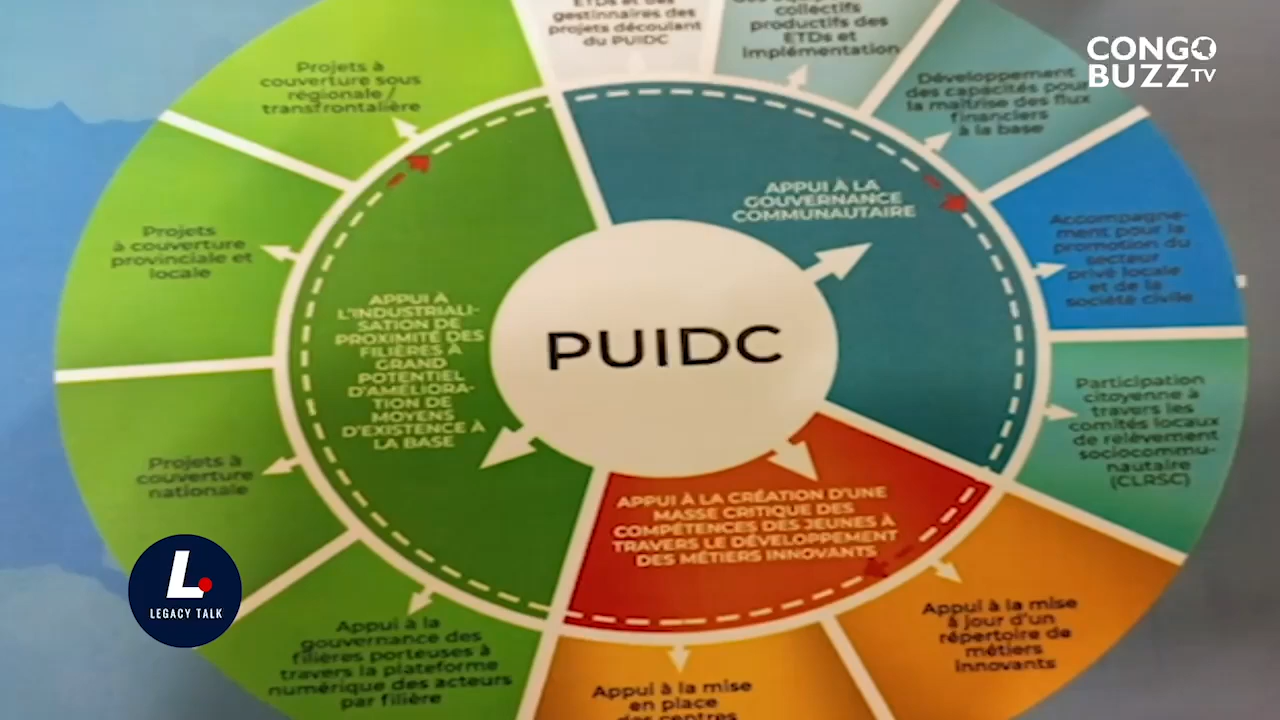 ETDs et des
gestinnaires des
projets découlant
du PUIDC
collectifs
productifs des
ETDs et
implémentation
CONGO
BUZZ TV
Développement
des capacités pour
la maîtrise des flux
financiers
à la base
Projets à
couverture sous
régionale /
transfrontalière
APPUI À LA
GOUVERNANCE
COMMUNAUTAIRE
Accompagne-
ment pour la
promotion du
secteur
privé locale
et de la
société civile
Projets
à couverture
provinciale et
locale
APPUI À
L'INDUSTRIALI-
SATION DE
PROXIMITÉ DES
FILIÈRES À
GRAND
POTENTIEL
D'AMÉLIORA-
TION DE
MOYENS
D'EXISTENCE À
LA BASE
PUIDC
Participation
citoyenne à
travers les
comités locaux
de relèvement
sociocommu-
nautaire
(CLRSC)
Projets à
couverture
nationale
APPUI À LA CRÉATION D'UNE
MASSE CRITIQUE DES
COMPÉTENCES DES JEUNES À
TRAVERS LE DÉVELOPPEMENT
DES MÉTIERS INNOVANTS
L.
LEGACY TALK
Appui à la
gouvernance des
filières porteuses à
travers la plateforme
numérique des acteurs
par filière
Appui à la mise
à jour d'un
répertoire de
métiers
innovants
Appui à la mise
en place
des centres